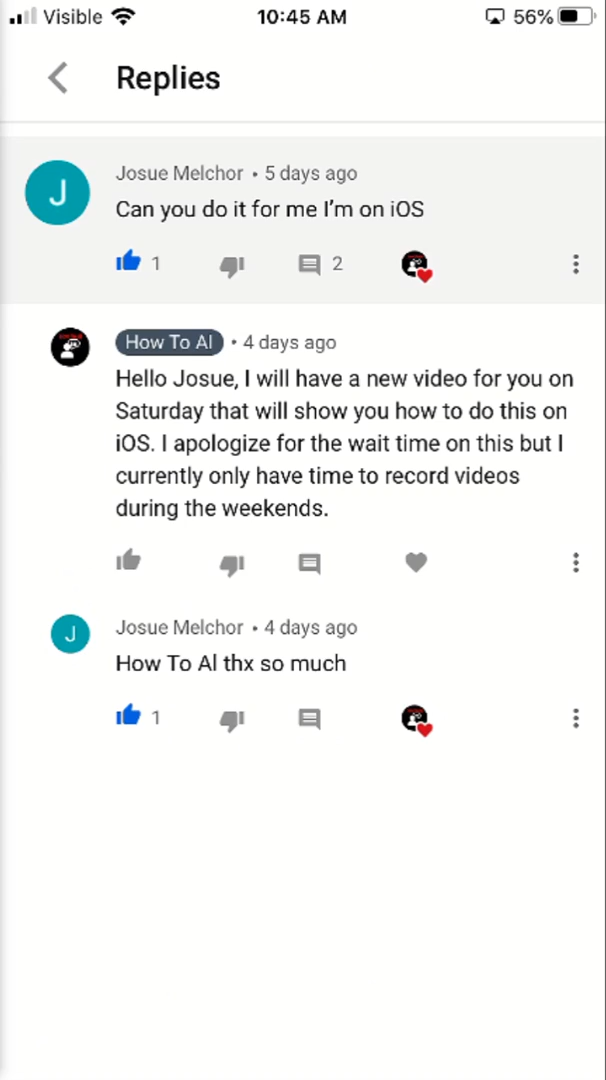 Visible 10:45 AM 56%
Replies
J
Josue Melchor • 5 days ago
Can you do it for me I'm on iOS
1 2
How To Al • 4 days ago
Hello Josue, I will have a new video for you on
Saturday that will show you how to do this on
iOS. I apologize for the wait time on this but I
currently only have time to record videos
during the weekends.
J
Josue Melchor • 4 days ago
How To Al thx so much
1